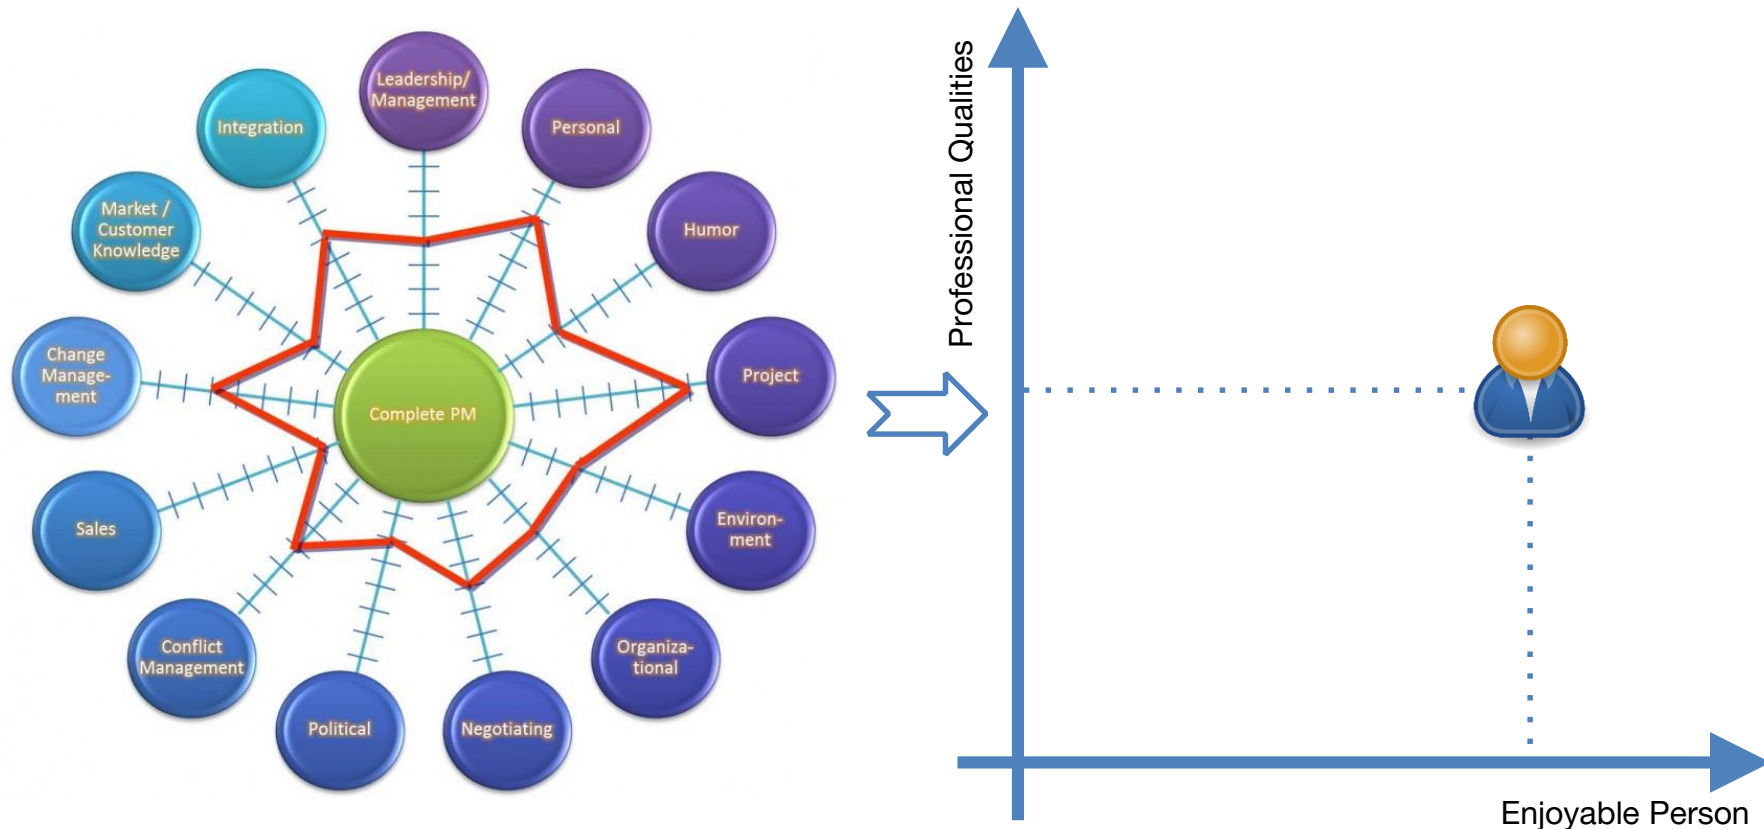 Leadership/
Management
Personal
Humor
Project
Environ-
ment
Organiza-
tional
Negotiating
Political
Conflict
Management
Sales
Change
Manage-
ment
Market /
Customer
Knowledge
Integration
Complete PM
Professional Qualities
Enjoyable Person